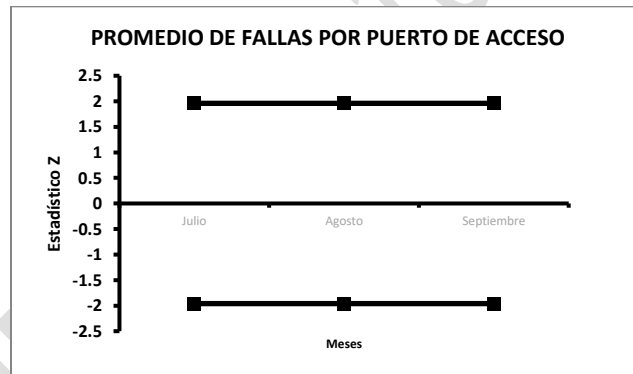 PROMEDIO DE FALLAS POR PUERTO DE ACCESO
2.5
2
1.5
1
0.5
0
-0.5
-1
-1.5
-2
-2.5
Estadístico Z
Julio Agosto Septiembre
Meses